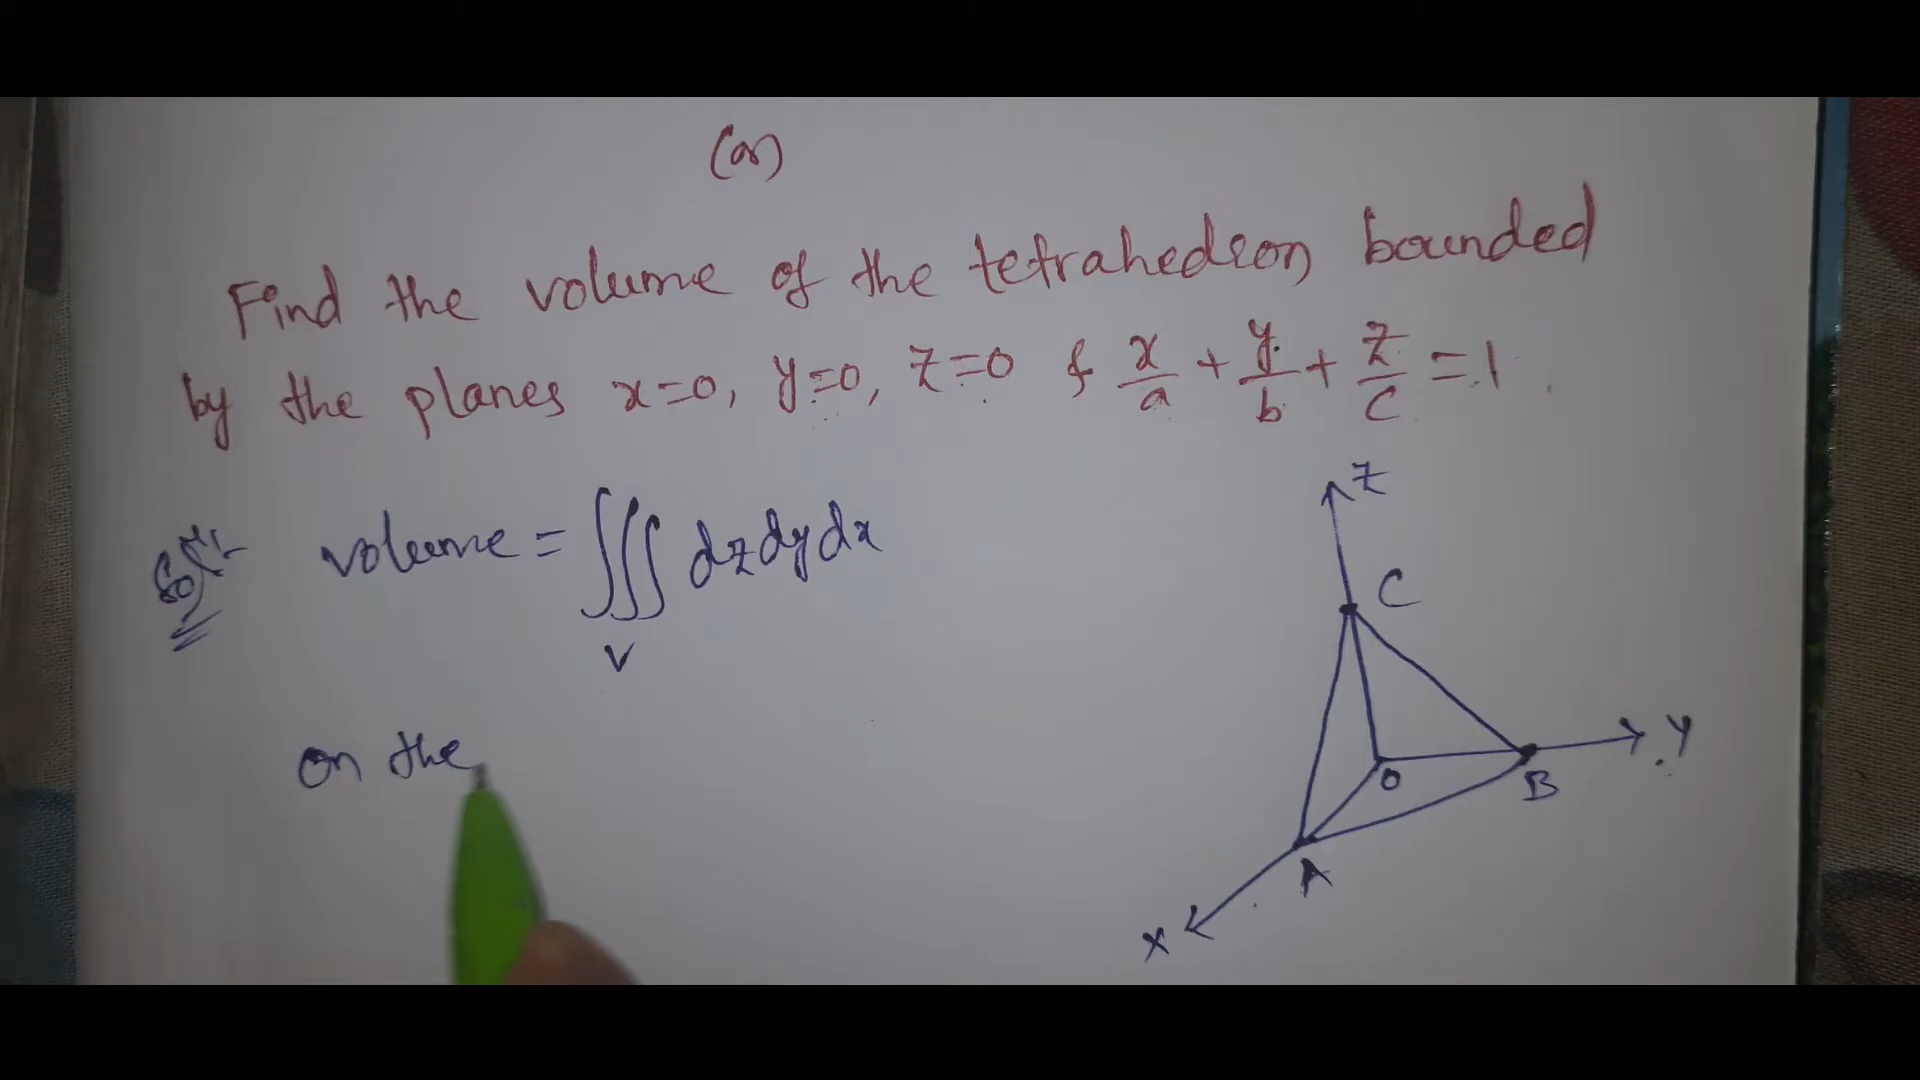 (or)
Find the volume of the tetrahedron bounded
by the planes x=0, y=0, z=0 & x/a + y/b + z/c = 1.
Sol:- volume = ∭ dz dy dx
V
on the
Z
C
Y
O
B
A
X